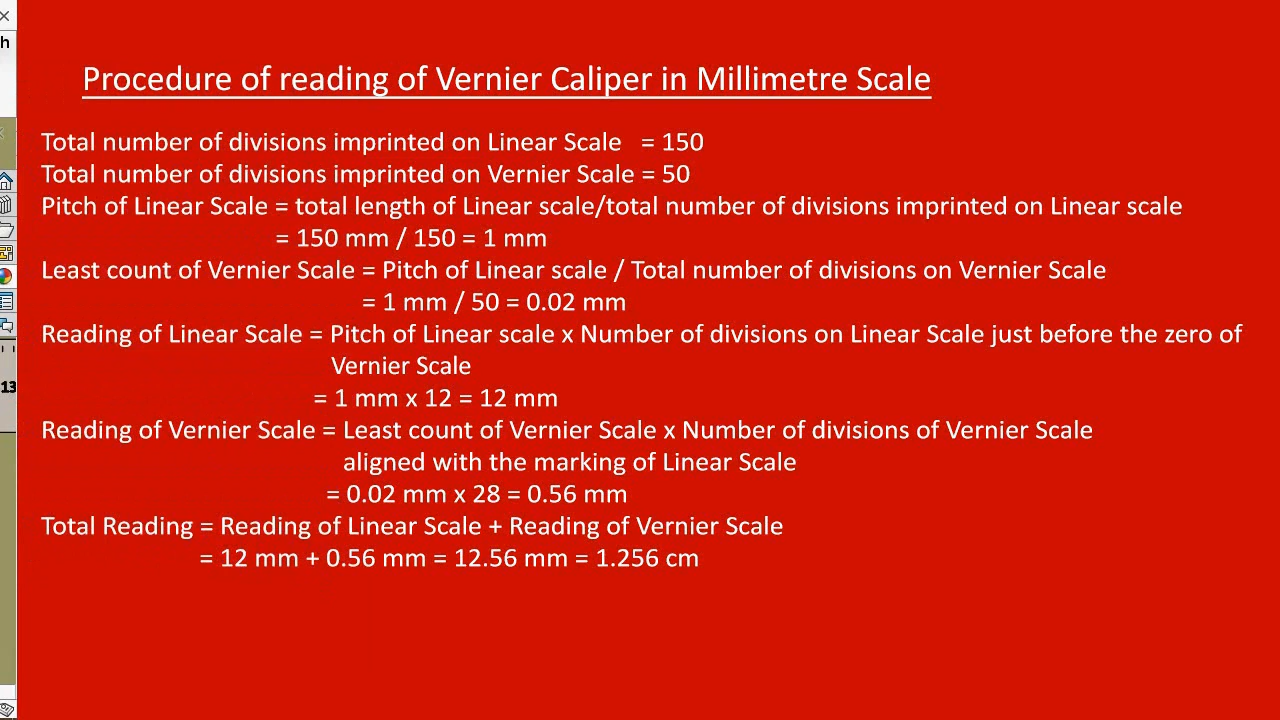 h
Procedure of reading of Vernier Caliper in Millimetre Scale
Total number of divisions imprinted on Linear Scale = 150
Total number of divisions imprinted on Vernier Scale = 50
Pitch of Linear Scale = total length of Linear scale/total number of divisions imprinted on Linear scale
= 150 mm / 150 = 1 mm
Least count of Vernier Scale = Pitch of Linear scale / Total number of divisions on Vernier Scale
= 1 mm / 50 = 0.02 mm
Reading of Linear Scale = Pitch of Linear scale x Number of divisions on Linear Scale just before the zero of
Vernier Scale
13
= 1 mm x 12 = 12 mm
Reading of Vernier Scale = Least count of Vernier Scale x Number of divisions of Vernier Scale
aligned with the marking of Linear Scale
= 0.02 mm x 28 = 0.56 mm
Total Reading = Reading of Linear Scale + Reading of Vernier Scale
= 12 mm + 0.56 mm = 12.56 mm = 1.256 cm